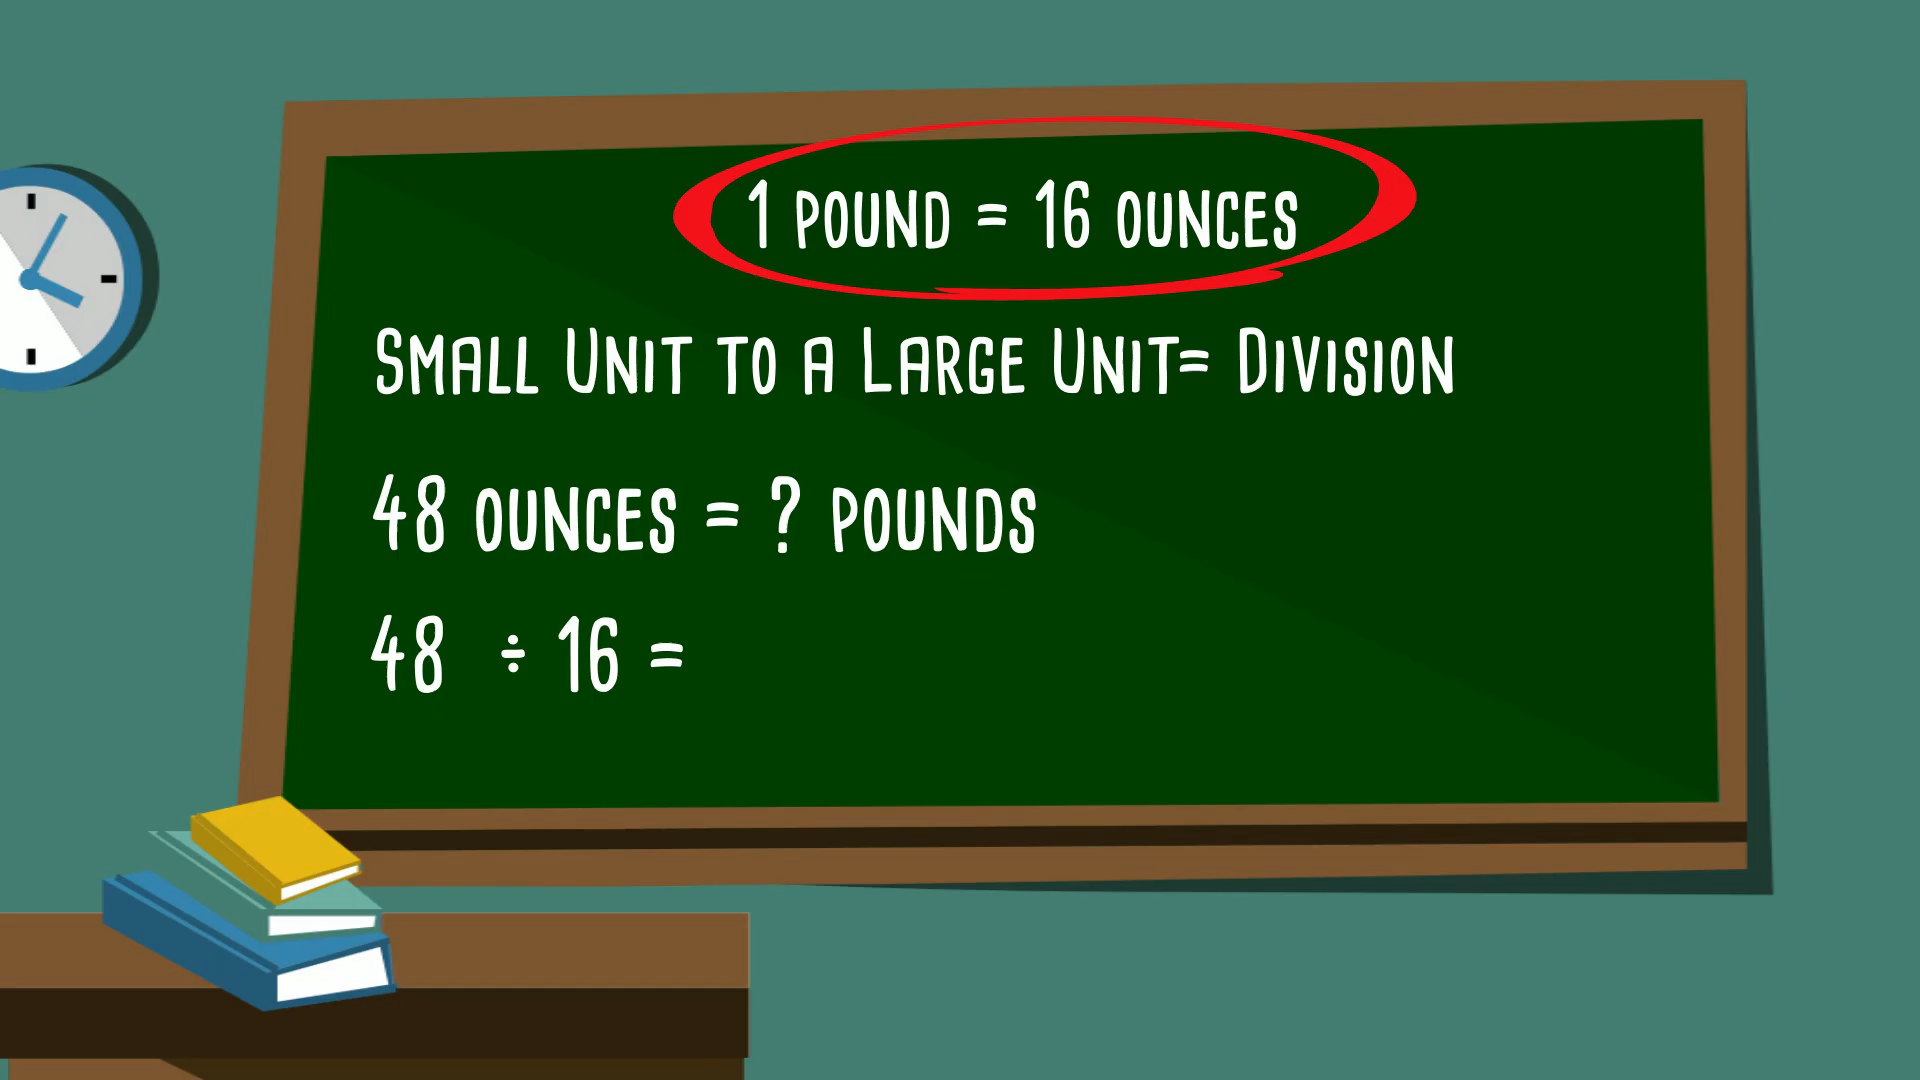 1 pound = 16 ounces
Small Unit to a Large Unit= Division
48 ounces = ? pounds
48 ÷ 16 =